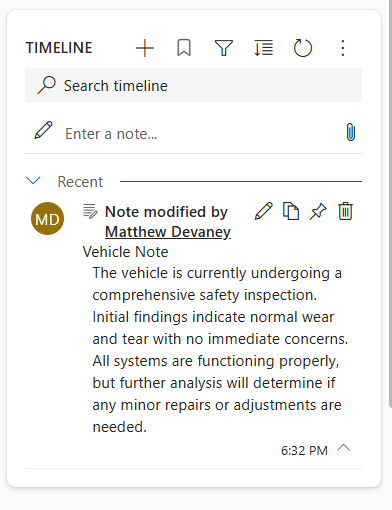 TIMELINE
Search timeline
Enter a note...
Recent
MD
Note modified by
Matthew Devaney
Vehicle Note
The vehicle is currently undergoing a
comprehensive safety inspection.
Initial findings indicate normal wear
and tear with no immediate concerns.
All systems are functioning properly,
but further analysis will determine if
any minor repairs or adjustments are
needed.
6:32 PM